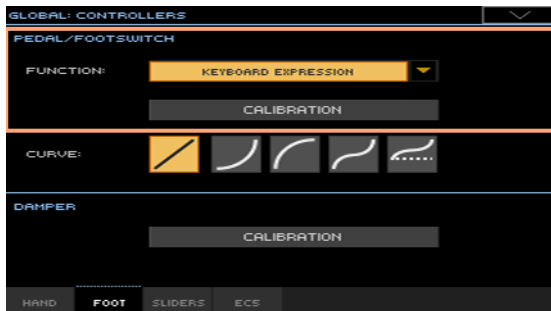 GLOBAL: CONTROLLERS
PEDAL/FOOTSWITCH
FUNCTION: KEYBOARD EXPRESSION
CALIBRATION
CURVE:
DAMPER
CALIBRATION
HAND FOOT SLIDERS EC5